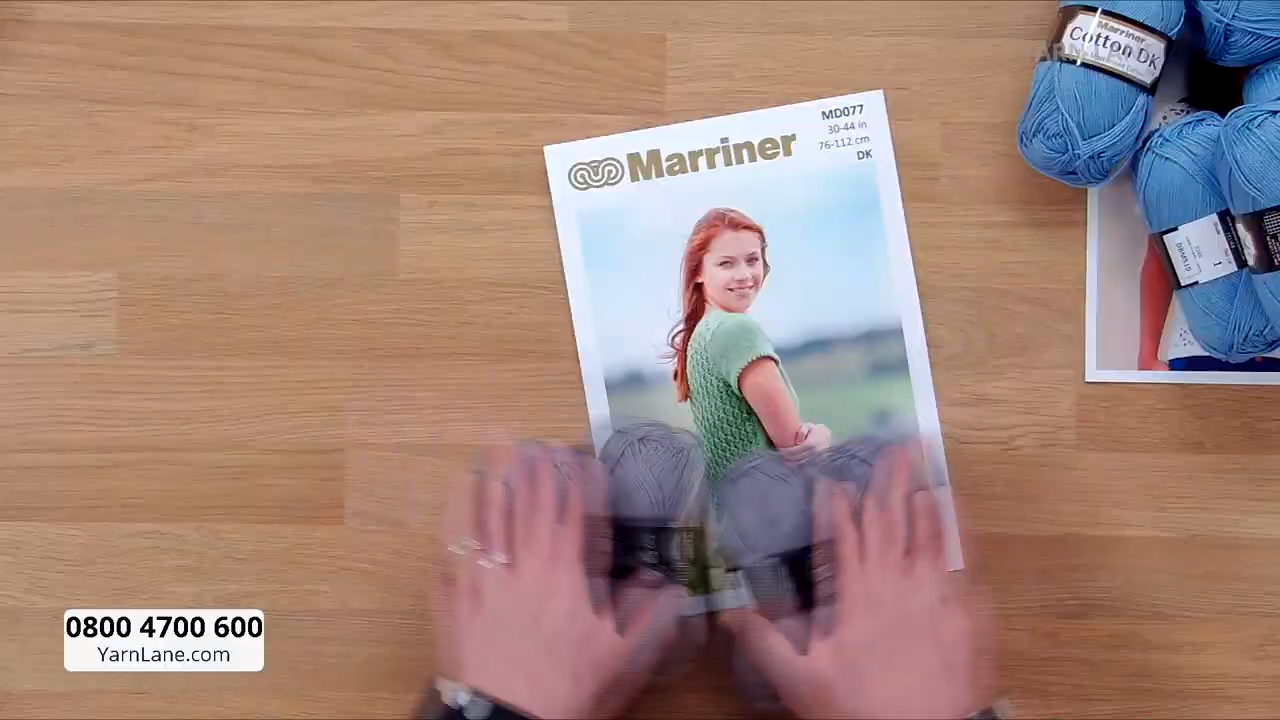 Marriner
MD077
30-44 in
76-112 cm
DK
Marriner
Cotton DK
0800 4700 600
YarnLane.com